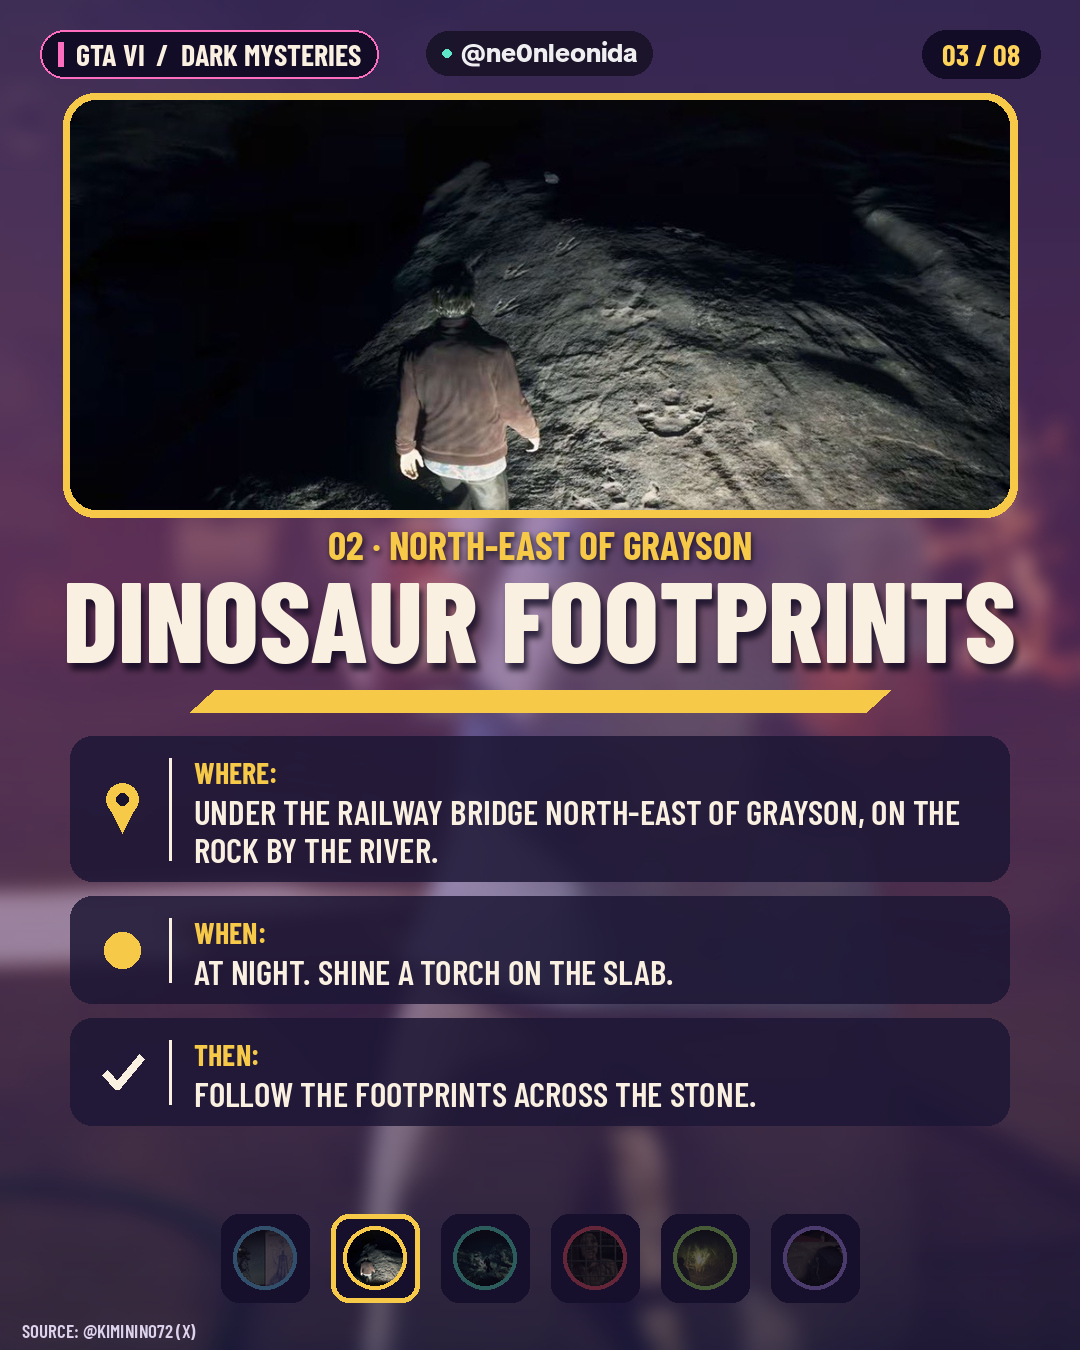 GTA VI / DARK MYSTERIES
@ne0nleonida
03 / 08
02 · NORTH-EAST OF GRAYSON
DINOSAUR FOOTPRINTS
WHERE:
UNDER THE RAILWAY BRIDGE NORTH-EAST OF GRAYSON, ON THE
ROCK BY THE RIVER.
WHEN:
AT NIGHT. SHINE A TORCH ON THE SLAB.
THEN:
FOLLOW THE FOOTPRINTS ACROSS THE STONE.
SOURCE: @KIMININO72 (X)